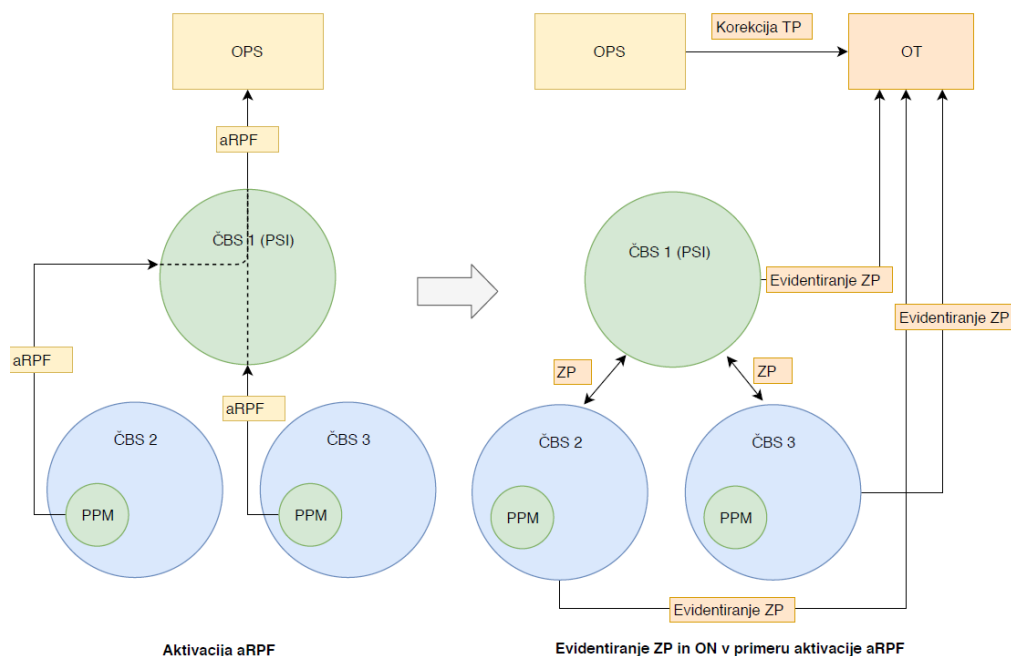 OPS
aRPF
ČBS 1 (PSI)
aRPF
aRPF
ČBS 2
ČBS 3
PPM
PPM
Aktivacija aRPF
OPS
Korekcija TP
OT
ČBS 1 (PSI)
Evidentiranje ZP
Evidentiranje ZP
ZP
ZP
ČBS 2
ČBS 3
PPM
PPM
Evidentiranje ZP
Evidentiranje ZP in ON v primeru aktivacije aRPF